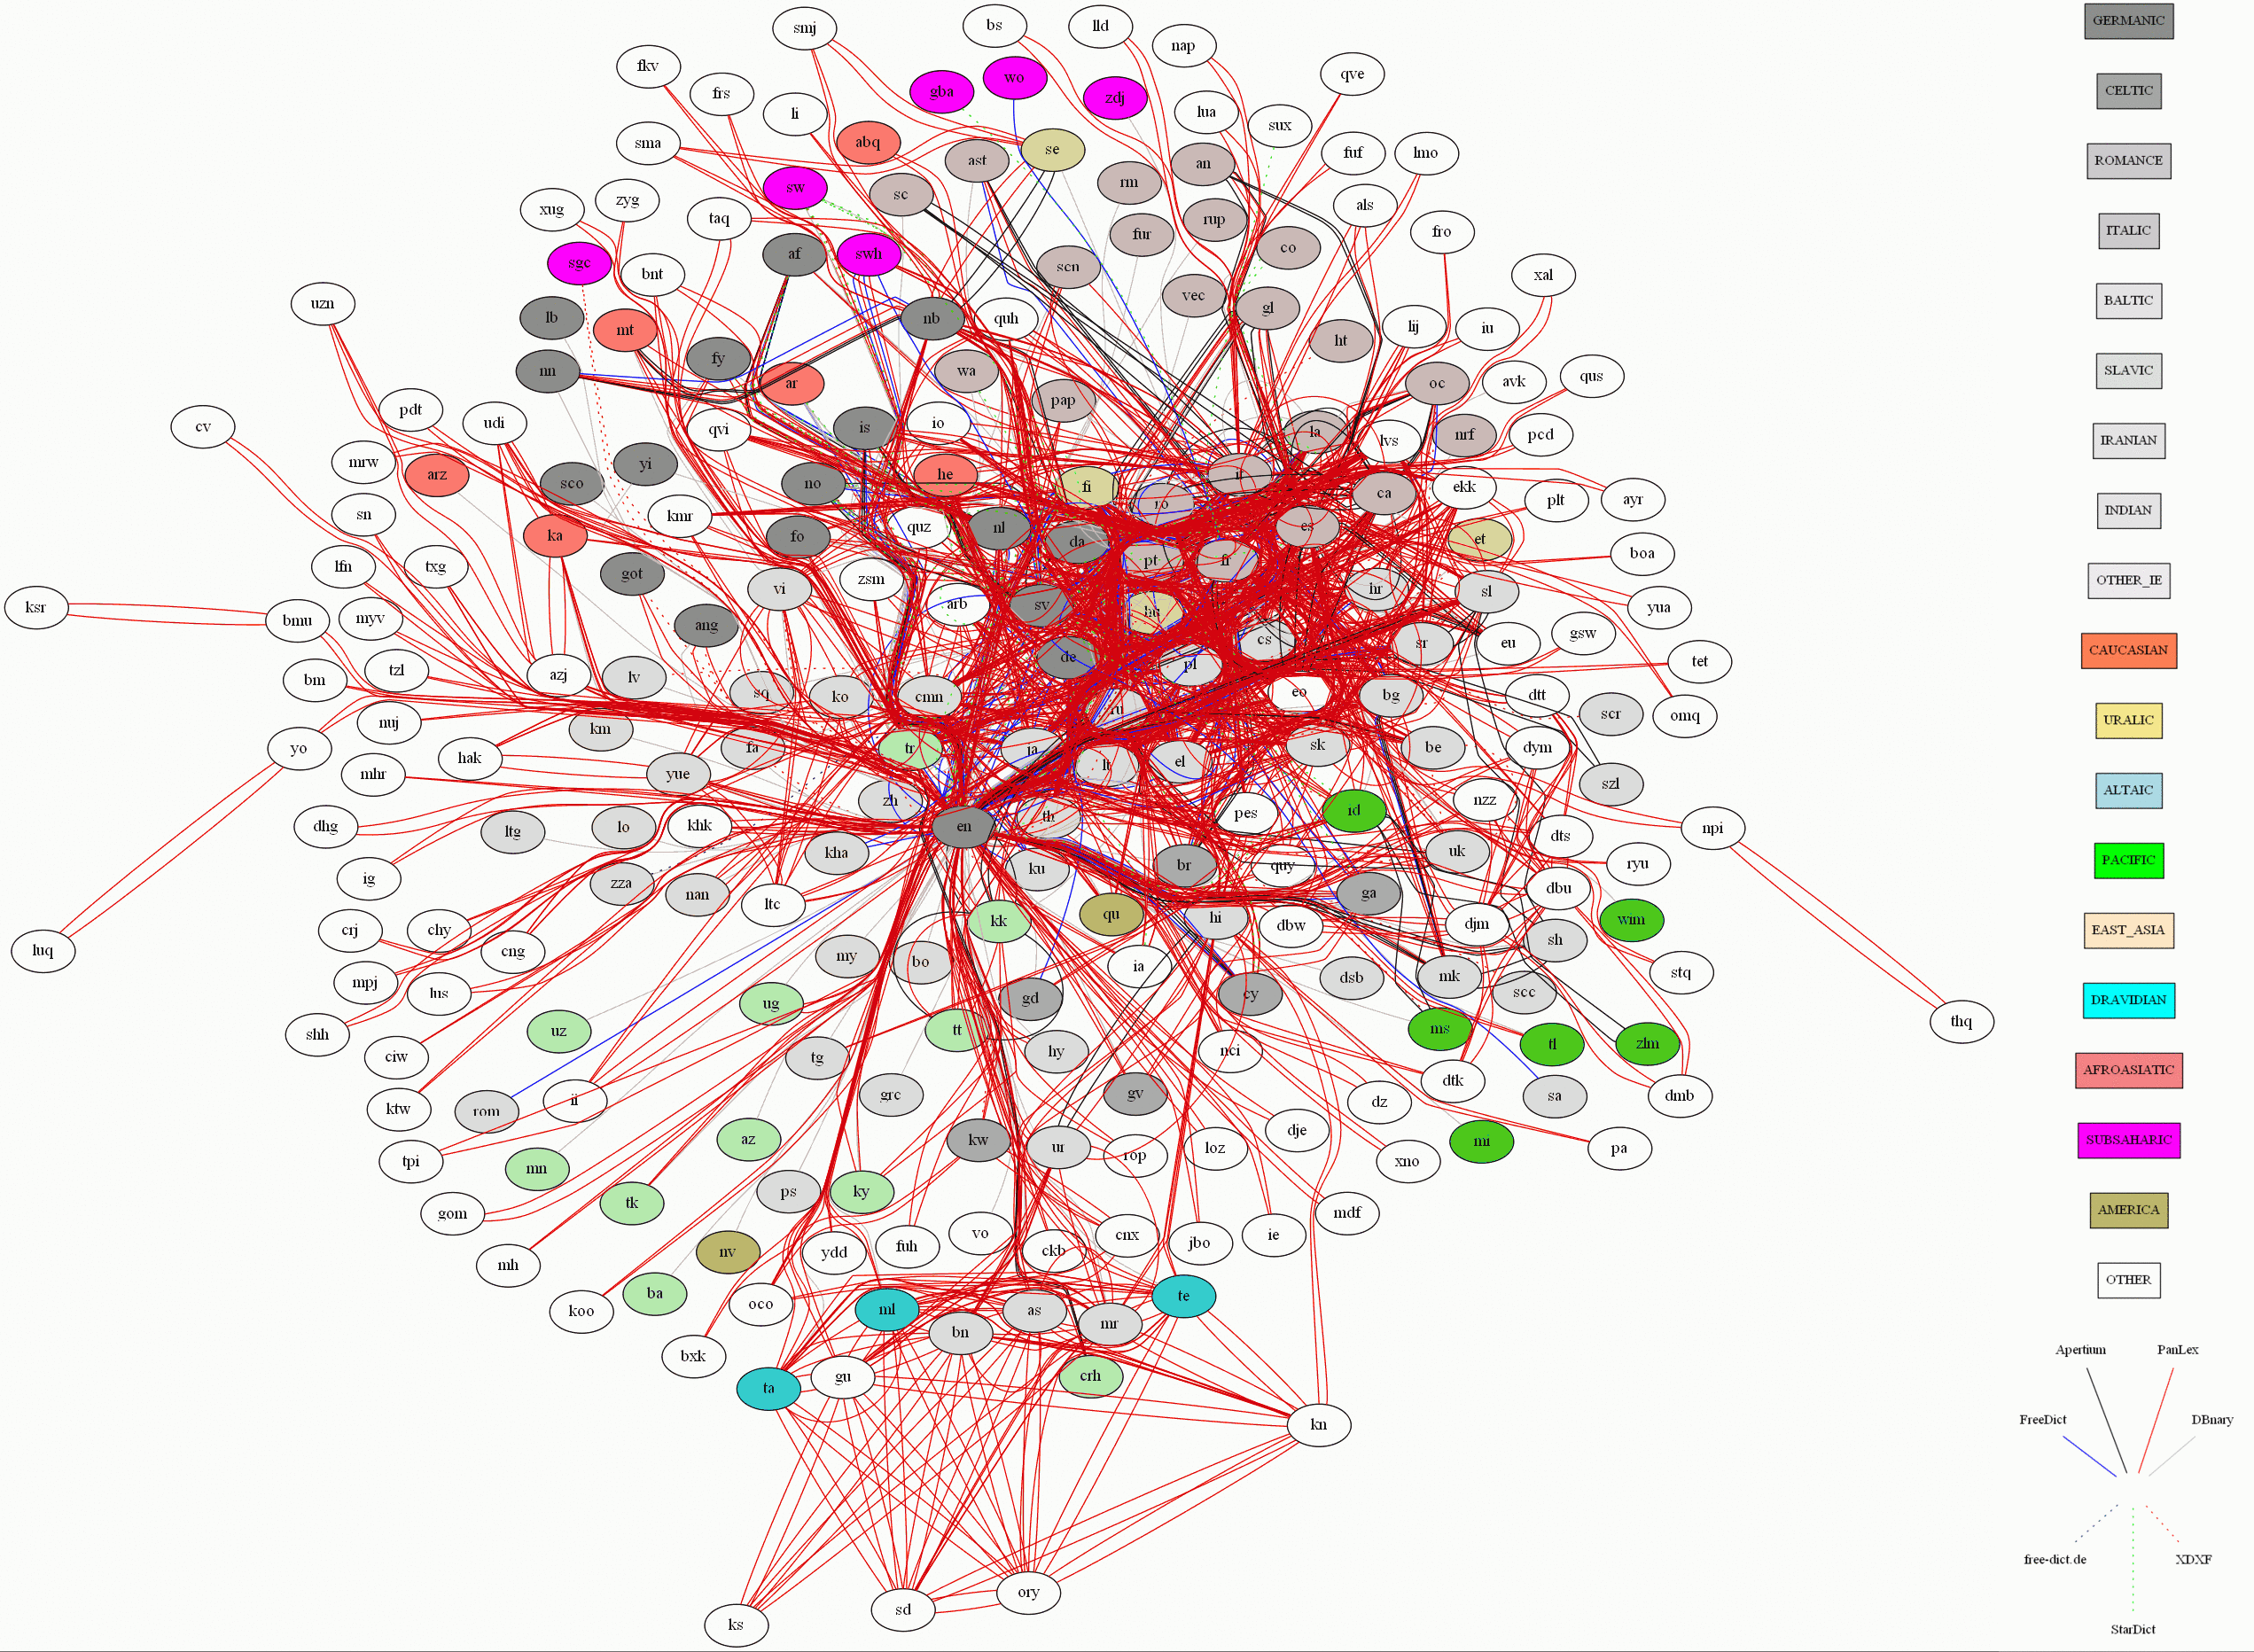 smj
bs
lld
nap
fkv
qve
frs
gba
wo
zdj
li
lua
sux
sma
abq
se
ast
an
fuf
lmo
sw
sc
rm
zyg
xug
taq
als
rup
fur
fro
af
swh
co
sgc
bnt
scn
xal
vec
gl
uzn
lb
mt
nb
quh
lij
iu
ht
fy
nn
ar
wa
oc
avk
qus
pap
pdt
udi
cv
qvi
is
io
la
lvs
nrf
pcd
mrw
yi
arz
sco
no
he
fi
it
ca
ekk
ayr
plt
ro
sn
kmr
ka
fo
quz
nl
da
es
et
boa
pt
fr
lfn
txg
got
vi
zsm
hr
sl
ksr
bmu
myv
ang
arb
sv
hu
yua
cs
sr
eu
gsw
tzl
azj
de
pl
tet
bm
lv
sq
ko
cmn
eo
bg
dtt
nuj
km
ru
scr
omq
yo
hak
fa
tr
ja
sk
be
dym
mhr
yue
lt
el
szl
zh
nzz
dhg
ltg
lo
khk
en
th
pes
id
npi
dts
kha
br
uk
ryu
ig
zza
nan
ku
quy
ga
dbu
ltc
qu
hi
crj
chy
kk
dbw
djm
wim
luq
cng
my
bo
ia
sh
stq
mpj
lus
gd
cy
dsb
mk
scc
shh
uz
ug
tt
ms
thq
ciw
tg
hy
nci
tl
zlm
ktw
rom
ii
grc
gv
dtk
sa
dmb
dz
tpi
az
kw
ur
rop
loz
dje
mi
pa
xno
mn
gom
tk
ps
ky
mdf
mh
nv
ydd
fuh
vo
ckb
cnx
jbo
ie
koo
ba
oco
ml
as
te
bn
mr
bxk
ta
gu
crh
kn
ks
sd
ory
GERMANIC
CELTIC
ROMANCE
ITALIC
BALTIC
SLAVIC
IRANIAN
INDIAN
OTHER_IE
CAUCASIAN
URALIC
ALTAIC
PACIFIC
EAST_ASIA
DRAVIDIAN
AFROASIATIC
SUBSAHARIC
AMERICA
OTHER
Apertium
PanLex
FreeDict
DBnary
free-dict.de
XDXF
StarDict